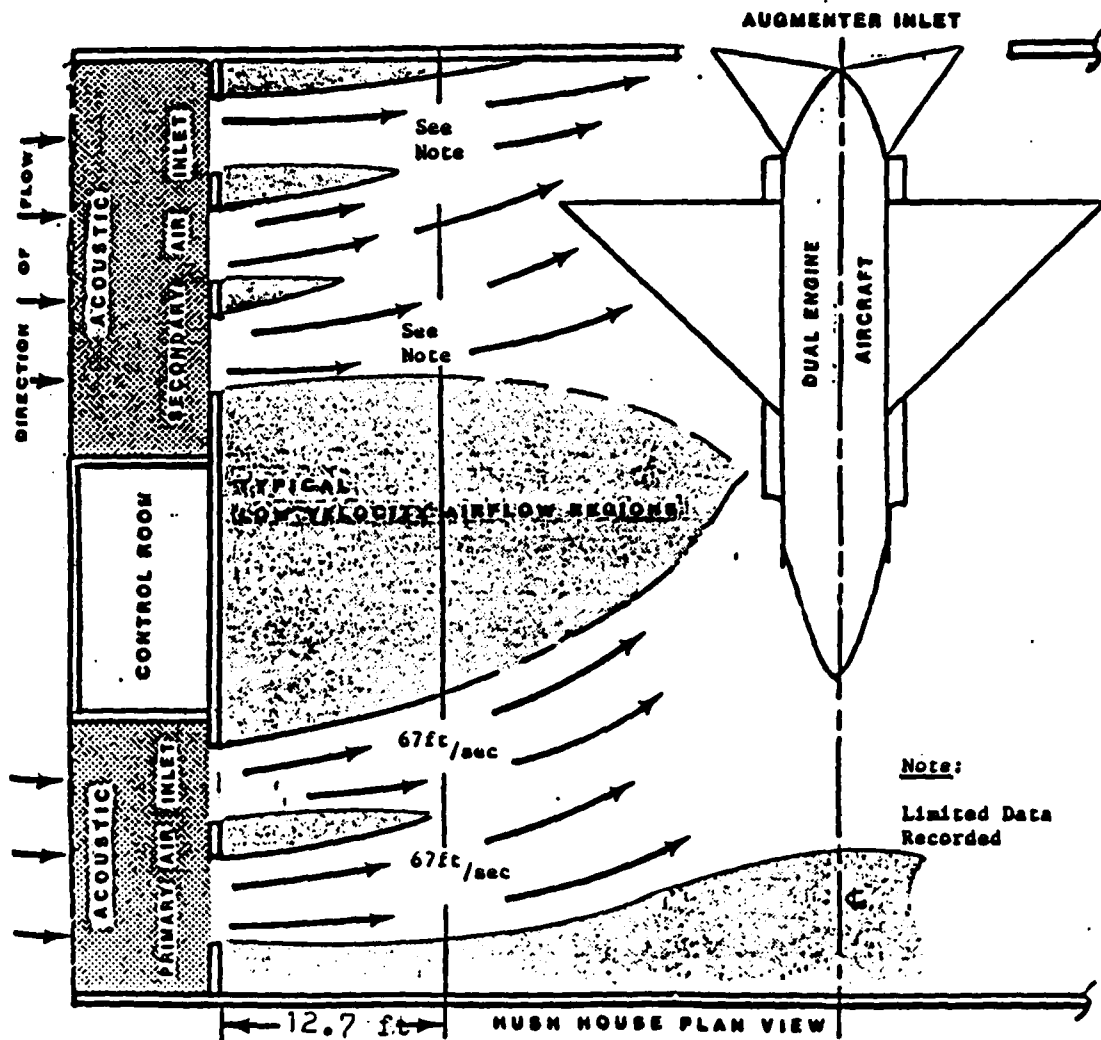 AUGMENTER INLET
DIRECTION OF FLOW
ACOUSTIC
SECONDARY AIR INLET
See
Note
See
Note
DUAL ENGINE
AIRCRAFT
TYPICAL
LOW-VELOCITY AIRFLOW REGIONS
CONTROL ROOM
67ft/sec
67ft/sec
ACOUSTIC
PRIMARY AIR INLET
Note:
Limited Data
Recorded
12.7 ft
HUSH HOUSE PLAN VIEW